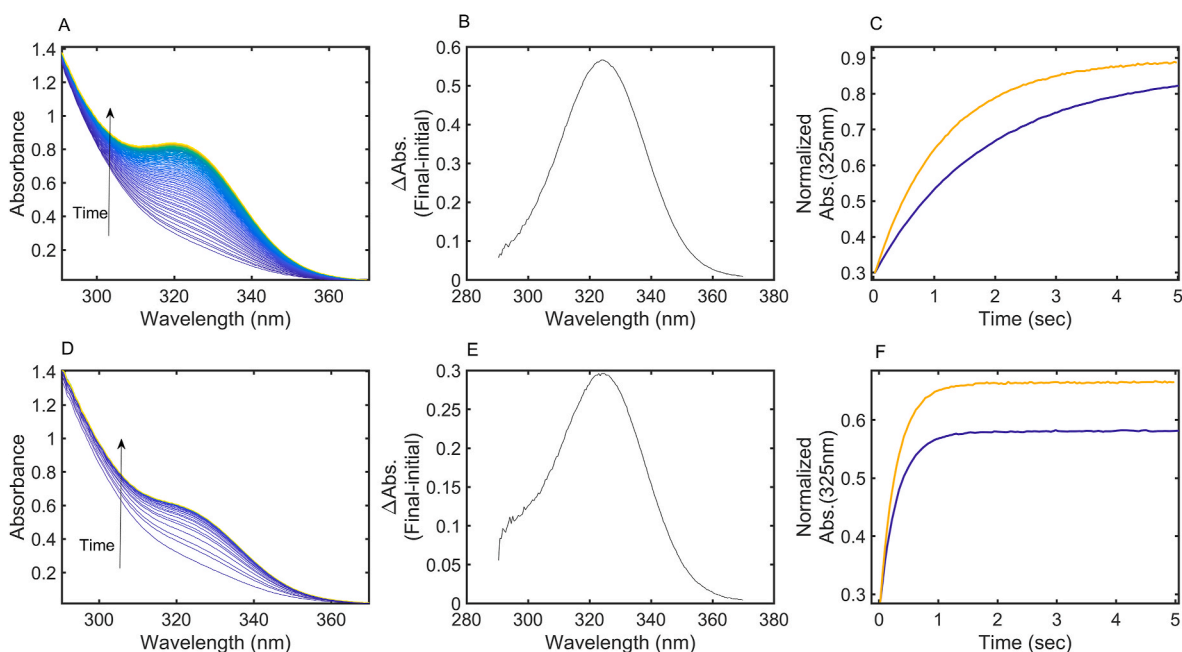 A
Absorbance
1.4
1.2
1
0.8
0.6
0.4
0.2
Time
300
320
340
360
Wavelength (nm)
B
ΔAbs.
(Final-initial)
0.6
0.5
0.4
0.3
0.2
0.1
0
280
300
320
340
360
380
Wavelength (nm)
C
Normalized
Abs.(325nm)
0.9
0.8
0.7
0.6
0.5
0.4
0.3
0
1
2
3
4
5
Time (sec)
D
Absorbance
1.4
1.2
1
0.8
0.6
0.4
0.2
Time
300
320
340
360
Wavelength (nm)
E
ΔAbs.
(Final-initial)
0.3
0.25
0.2
0.15
0.1
0.05
0
280
300
320
340
360
380
Wavelength (nm)
F
Normalized
Abs.(325nm)
0.6
0.5
0.4
0.3
0
1
2
3
4
5
Time (sec)